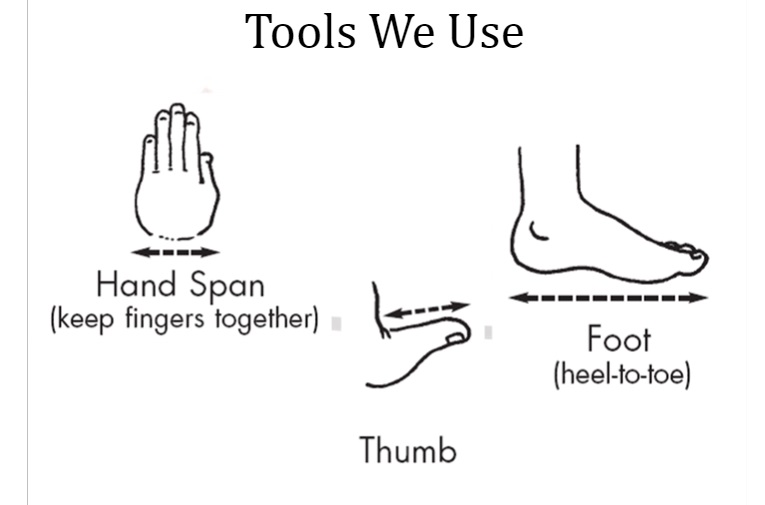 Tools We Use
Hand Span
(keep fingers together)
Thumb
Foot
(heel-to-toe)